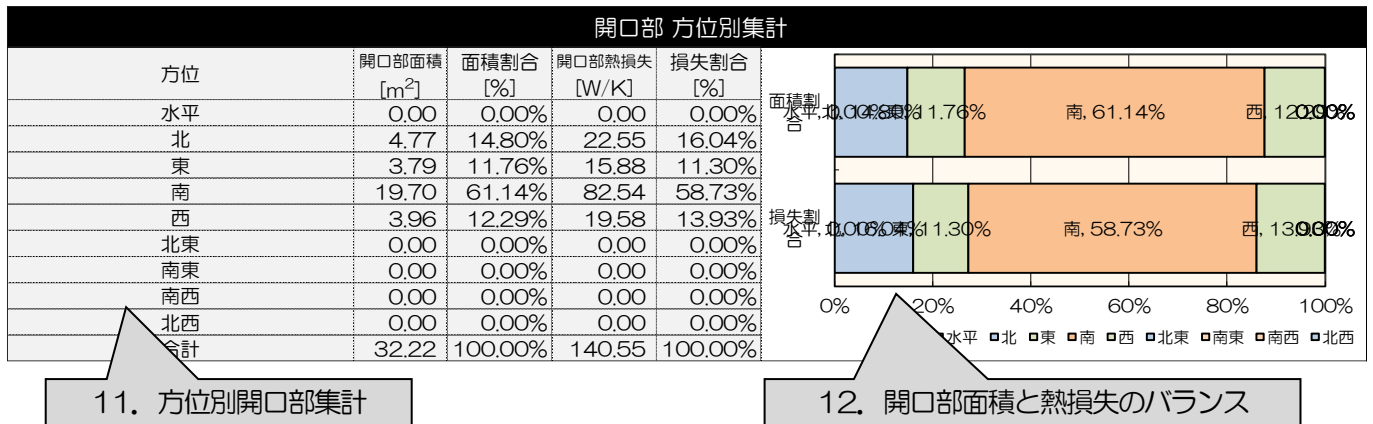 開口部 方位別集計
方位 開口部面積 面積割合 開口部熱損失 損失割合
[m²] [%] [W/K] [%]
水平 0.00 0.00% 0.00 0.00%
北 4.77 14.80% 22.55 16.04%
東 3.79 11.76% 15.88 11.30%
南 19.70 61.14% 82.54 58.73%
西 3.96 12.29% 19.58 13.93%
北東 0.00 0.00% 0.00 0.00%
南東 0.00 0.00% 0.00 0.00%
南西 0.00 0.00% 0.00 0.00%
北西 0.00 0.00% 0.00 0.00%
合計 32.22 100.00% 140.55 100.00%
面積割合
南, 61.14%
損失割合
南, 58.73%
0% 20% 40% 60% 80% 100%
水平 北 東 南 西 北東 南東 南西 北西
11. 方位別開口部集計
12. 開口部面積と熱損失のバランス